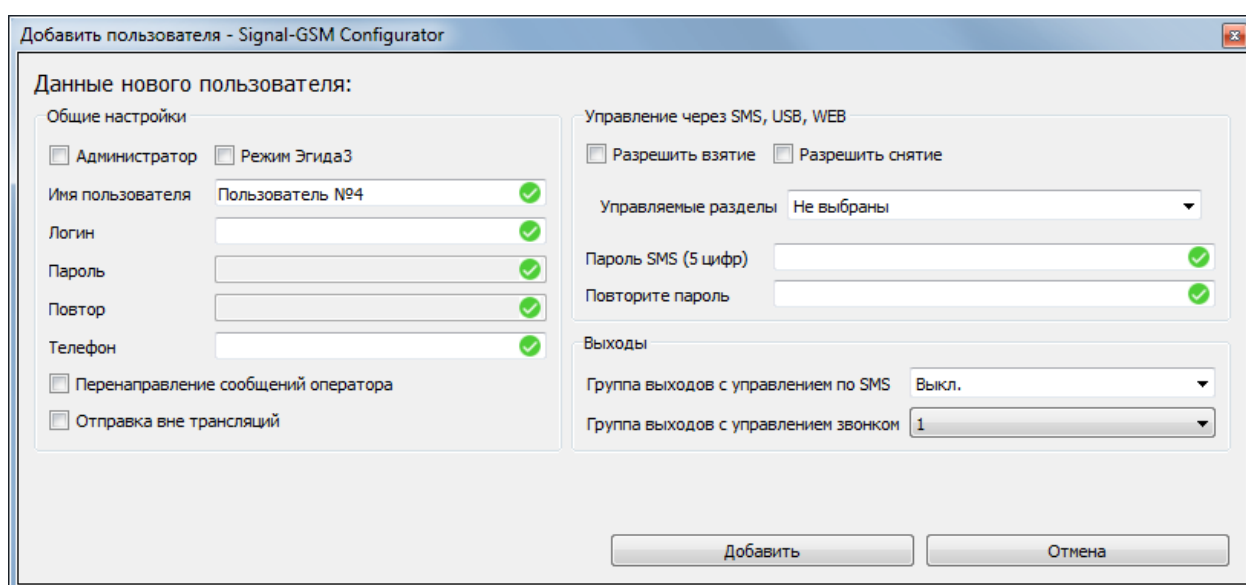 Добавить пользователя - Signal-GSM Configurator
Данные нового пользователя:
Общие настройки
Администратор Режим Эгида3
Имя пользователя Пользователь №4
Логин
Пароль
Повтор
Телефон
Перенаправление сообщений оператора
Отправка вне трансляций
Управление через SMS, USB, WEB
Разрешить взятие Разрешить снятие
Управляемые разделы Не выбраны
Пароль SMS (5 цифр)
Повторите пароль
Выходы
Группа выходов с управлением по SMS Выкл.
Группа выходов с управлением звонком 1
Добавить Отмена